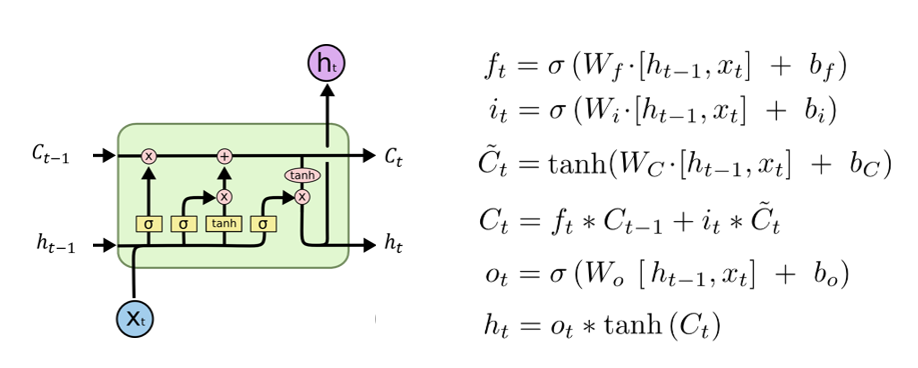 hₜ
Cₜ₋₁
x
+
Cₜ
tanh
x
x
σ
σ
tanh
σ
hₜ₋₁
hₜ
Xₜ
fₜ = σ (W_f·[hₜ₋₁, xₜ] + b_f)
iₜ = σ (W_i·[hₜ₋₁, xₜ] + b_i)
C̃ₜ = tanh(W_C·[hₜ₋₁, xₜ] + b_C)
Cₜ = fₜ * Cₜ₋₁ + iₜ * C̃ₜ
oₜ = σ (W_o [ hₜ₋₁, xₜ] + b_o)
hₜ = oₜ * tanh (Cₜ)